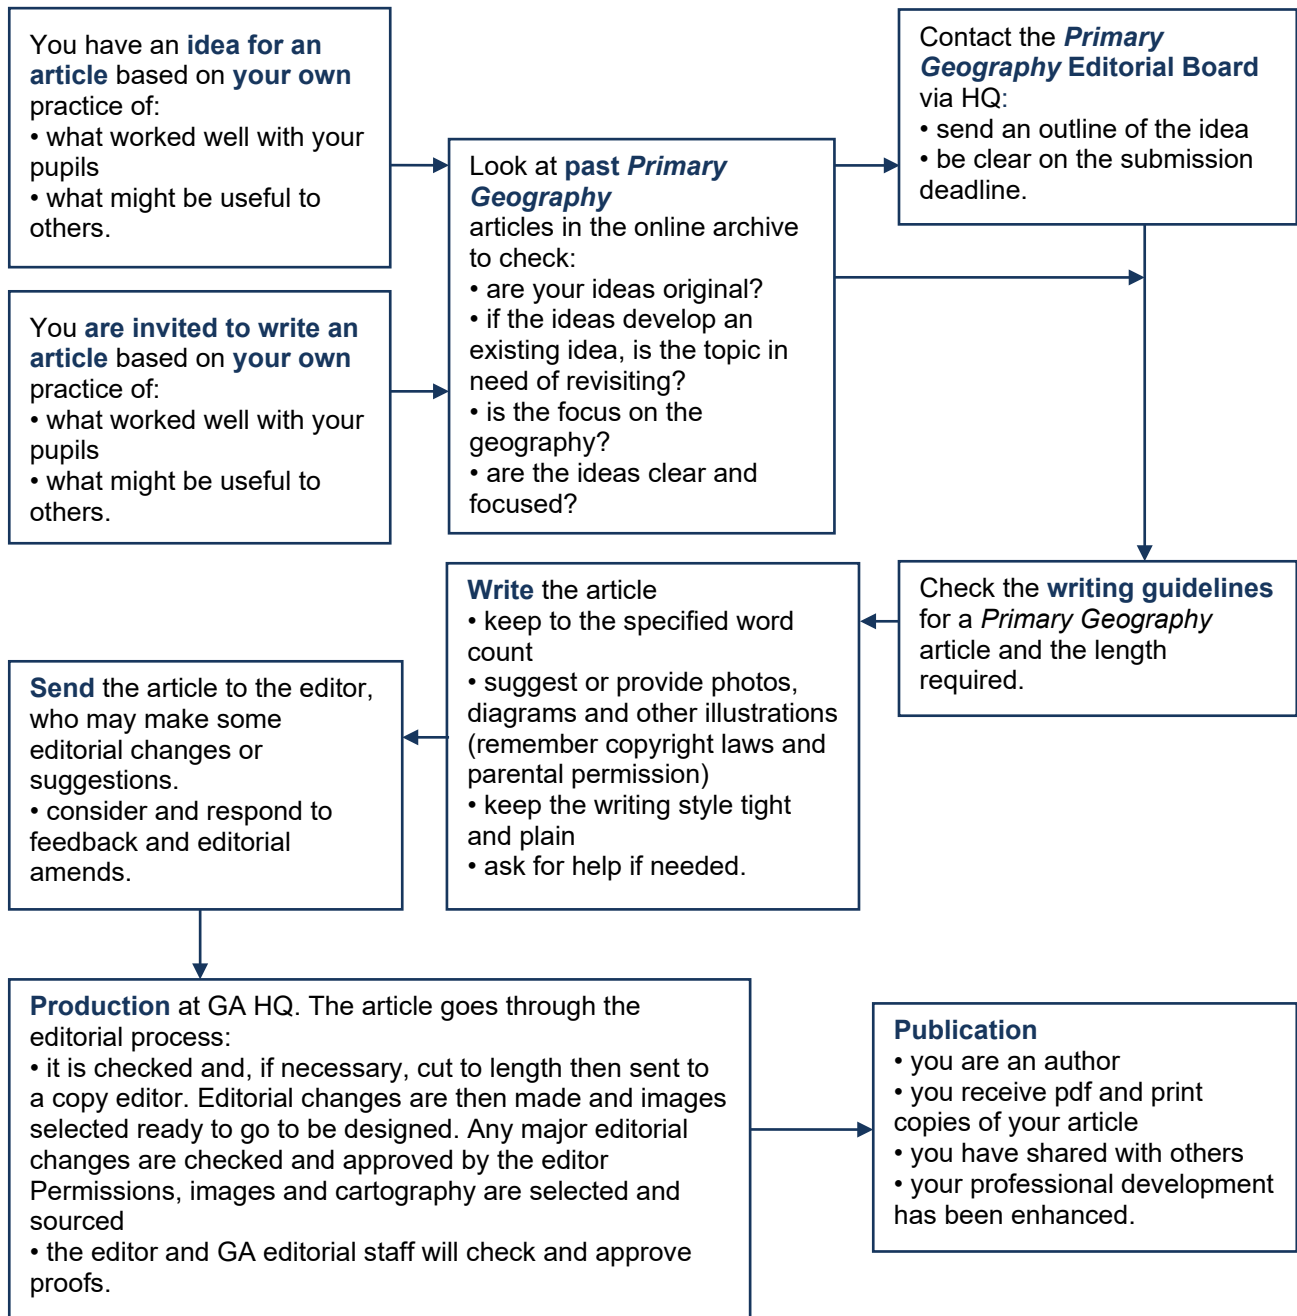 You have an idea for an
article based on your own
practice of:
• what worked well with your
pupils
• what might be useful to
others.
You are invited to write an
article based on your own
practice of:
• what worked well with your
pupils
• what might be useful to
others.
Look at past Primary
Geography
articles in the online archive
to check:
• are your ideas original?
• if the ideas develop an
existing idea, is the topic in
need of revisiting?
• is the focus on the
geography?
• are the ideas clear and
focused?
Contact the Primary
Geography Editorial Board
via HQ:
• send an outline of the idea
• be clear on the submission
deadline.
Check the writing guidelines
for a Primary Geography
article and the length
required.
Write the article
• keep to the specified word
count
• suggest or provide photos,
diagrams and other illustrations
(remember copyright laws and
parental permission)
• keep the writing style tight
and plain
• ask for help if needed.
Send the article to the editor,
who may make some
editorial changes or
suggestions.
• consider and respond to
feedback and editorial
amends.
Production at GA HQ. The article goes through the
editorial process:
• it is checked and, if necessary, cut to length then sent to
a copy editor. Editorial changes are then made and images
selected ready to go to be designed. Any major editorial
changes are checked and approved by the editor
Permissions, images and cartography are selected and
sourced
• the editor and GA editorial staff will check and approve
proofs.
Publication
• you are an author
• you receive pdf and print
copies of your article
• you have shared with others
• your professional development
has been enhanced.